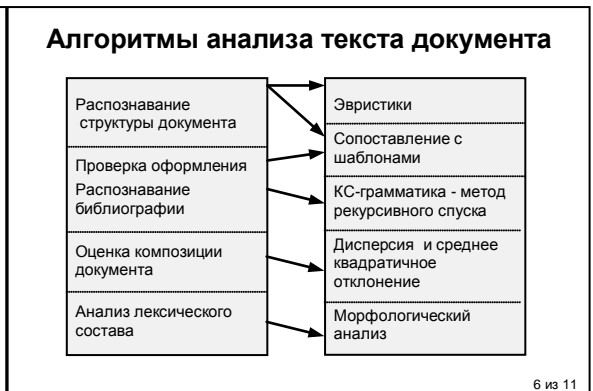 Алгоритмы анализа текста документа
Распознавание
структуры документа
Проверка оформления
Распознавание
библиографии
Оценка композиции
документа
Анализ лексического
состава
Эвристики
Сопоставление с
шаблонами
КС-грамматика - метод
рекурсивного спуска
Дисперсия и среднее
квадратичное
отклонение
Морфологический
анализ
6 из 11